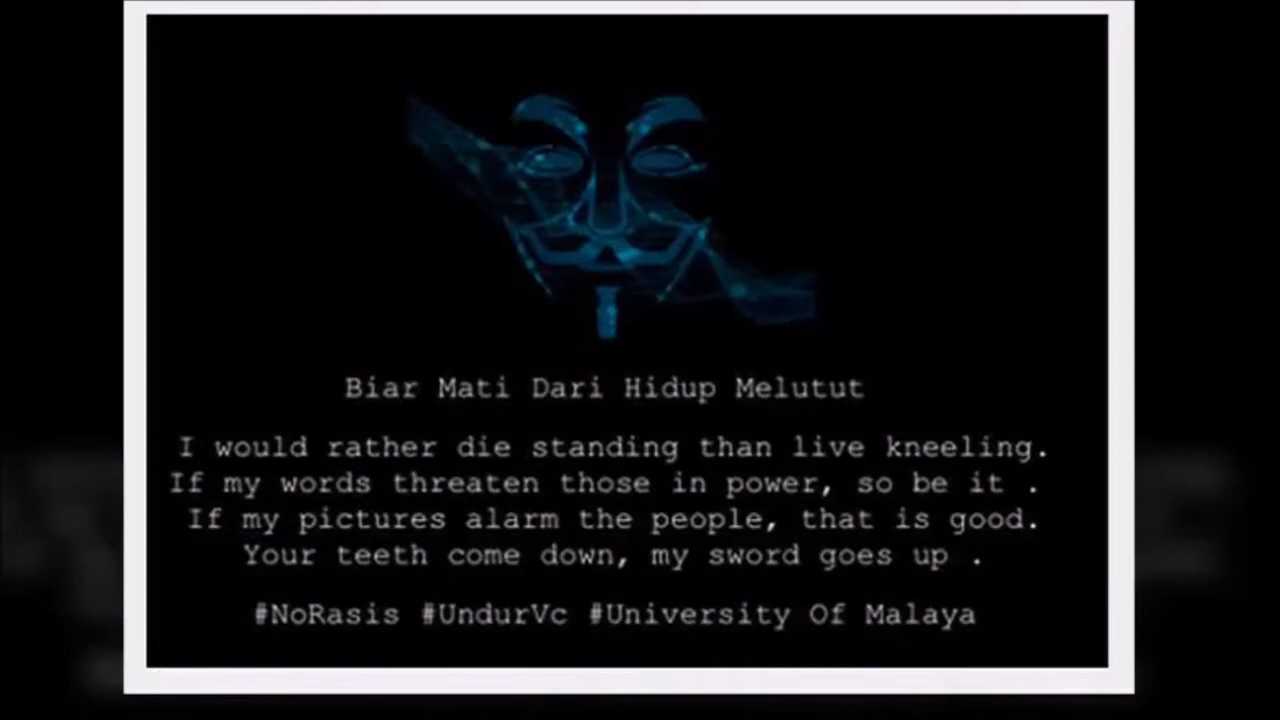 Biar Mati Dari Hidup Melutut
I would rather die standing than live kneeling.
If my words threaten those in power, so be it .
If my pictures alarm the people, that is good.
Your teeth come down, my sword goes up .
#NoRasis #UndurVc #University Of Malaya